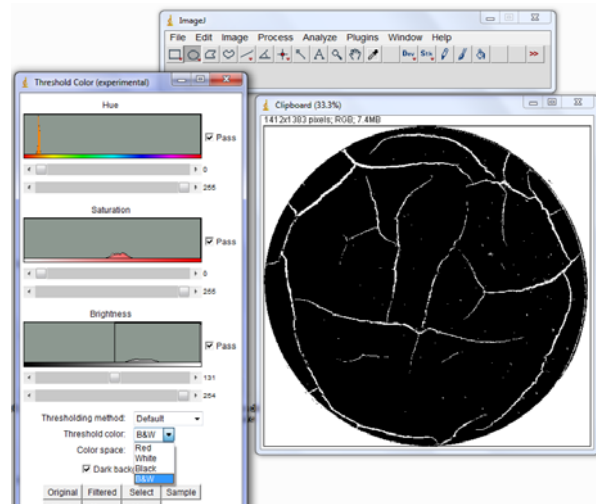 ImageJ
File Edit Image Process Analyze Plugins Window Help
A Dev Stk >>
Threshold Color (experimental)
Hue
Pass
0
255
Saturation
Pass
0
255
Brightness
Pass
131
254
Thresholding method: Default
Threshold color: B&W
Red
White
Black
B&W
Color space:
Dark back
Original Filtered Select Sample
Clipboard (33.3%)
1412x1383 pixels; RGB; 7.4MB